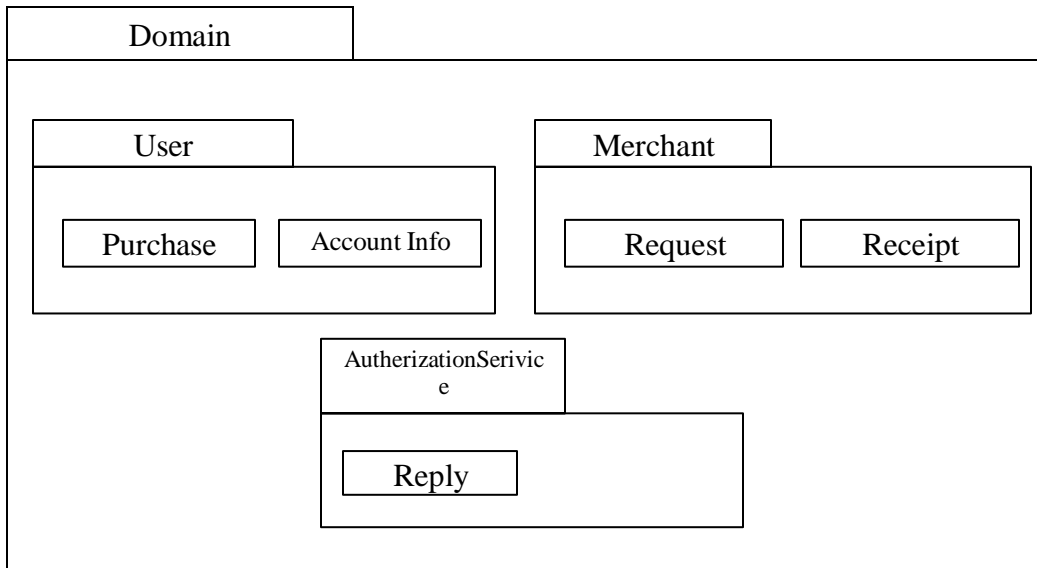 Domain
User
Merchant
Purchase
Account Info
Request
Receipt
AutherizationSerivic
e
Reply